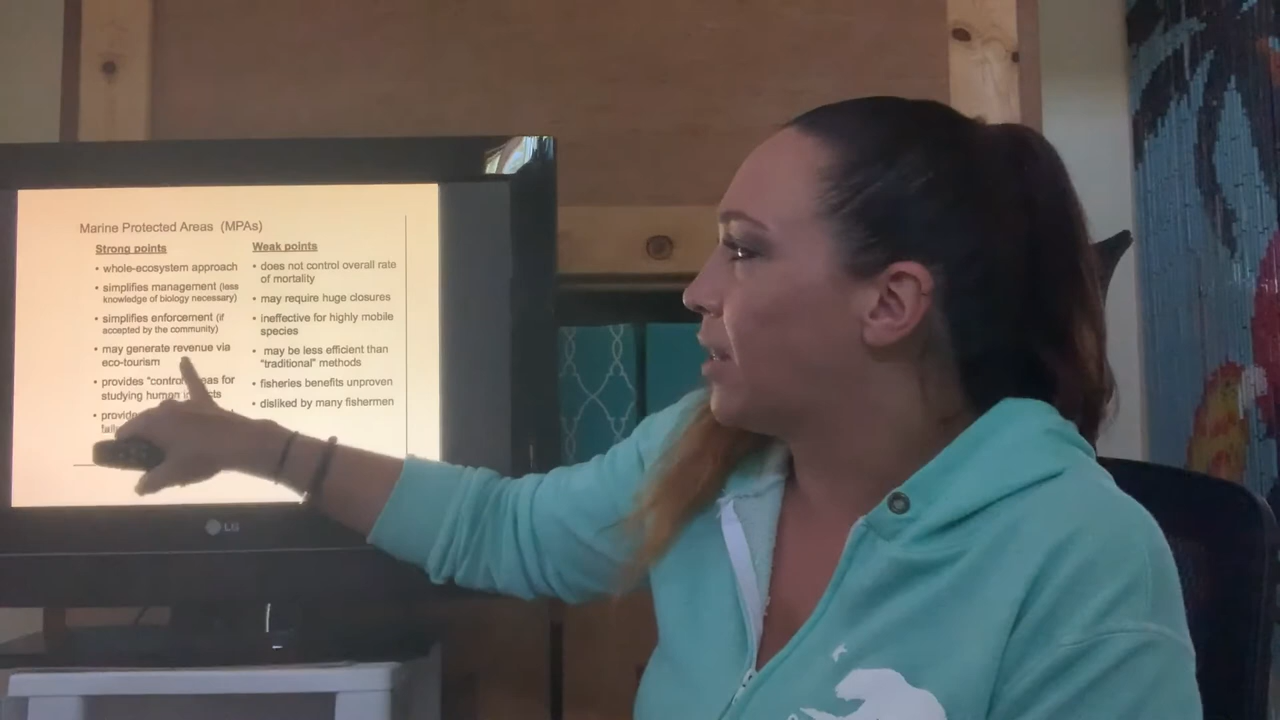 Marine Protected Areas (MPAs)
Strong points
• whole-ecosystem approach
• simplifies management (less
knowledge of biology necessary)
• simplifies enforcement (if
accepted by the community)
• may generate revenue via
eco-tourism
• provides "control
as for
studying human
• provide
Weak points
• does not control overall rate
of mortality
• may require huge closures
• ineffective for highly mobile
species
• may be less efficient than
"traditional" methods
• fisheries benefits unproven
• disliked by many fishermen
LG